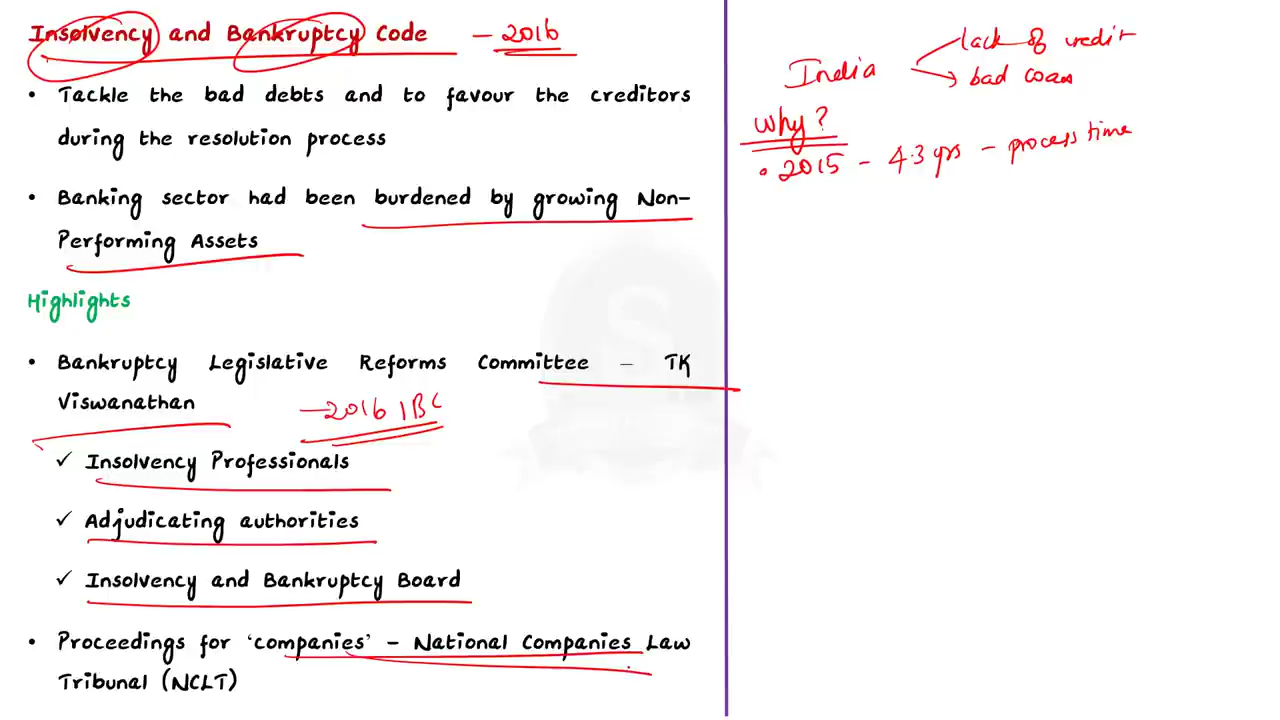 Insolvency and Bankruptcy Code – 2016
• Tackle the bad debts and to favour the creditors
during the resolution process
• Banking sector had been burdened by growing Non-
Performing Assets
Highlights
• Bankruptcy Legislative Reforms Committee – TK
Viswanathan
→ 2016 IBC
✓ Insolvency Professionals
✓ Adjudicating authorities
✓ Insolvency and Bankruptcy Board
• Proceedings for ‘companies’ – National Companies Law
Tribunal (NCLT)
lack of credit
India
bad loans
Why?
• 2015 – 4.3 yrs – process time